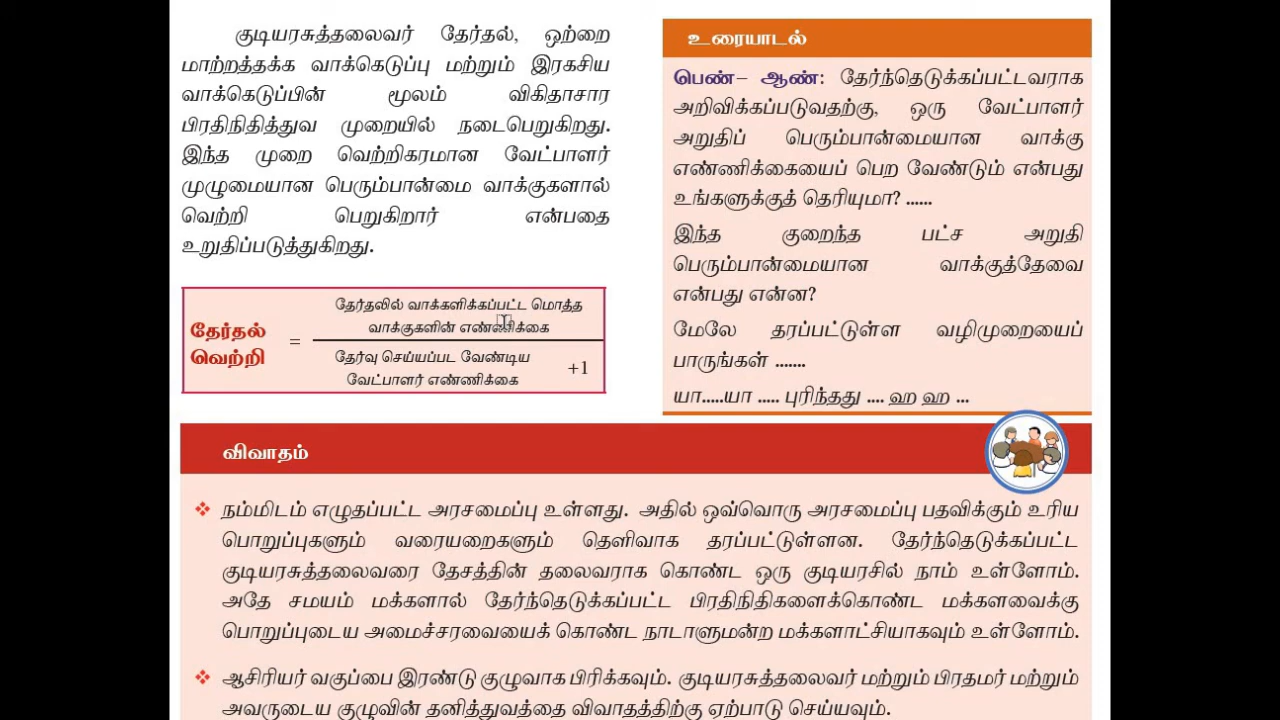 குடியரசுத்தலைவர் தேர்தல், ஒற்றை
மாற்றத்தக்க வாக்கெடுப்பு மற்றும் இரகசிய
வாக்கெடுப்பின் மூலம் விகிதாசார
பிரதிநிதித்துவ முறையில் நடைபெறுகிறது.
இந்த முறை வெற்றிகரமான வேட்பாளர்
முழுமையான பெரும்பான்மை வாக்குகளால்
வெற்றி பெறுகிறார் என்பதை
உறுதிப்படுத்துகிறது.
தேர்தல்
வெற்றி
=
தேர்தலில் வாக்களிக்கப்பட்ட மொத்த
வாக்குகளின் எண்ணிக்கை
தேர்வு செய்யப்பட வேண்டிய
வேட்பாளர் எண்ணிக்கை
+1
உரையாடல்
பெண்– ஆண்: தேர்ந்தெடுக்கப்பட்டவராக
அறிவிக்கப்படுவதற்கு, ஒரு வேட்பாளர்
அறுதிப் பெரும்பான்மையான வாக்கு
எண்ணிக்கையைப் பெற வேண்டும் என்பது
உங்களுக்குத் தெரியுமா? ......
இந்த குறைந்த பட்ச அறுதி
பெரும்பான்மையான வாக்குத்தேவை
என்பது என்ன?
மேலே தரப்பட்டுள்ள வழிமுறையைப்
பாருங்கள் .......
யா.....யா ..... புரிந்தது .... ஹ ஹ ...
விவாதம்
❖ நம்மிடம் எழுதப்பட்ட அரசமைப்பு உள்ளது. அதில் ஒவ்வொரு அரசமைப்பு பதவிக்கும் உரிய
பொறுப்புகளும் வரையறைகளும் தெளிவாக தரப்பட்டுள்ளன. தேர்ந்தெடுக்கப்பட்ட
குடியரசுத்தலைவரை தேசத்தின் தலைவராக கொண்ட ஒரு குடியரசில் நாம் உள்ளோம்.
அதே சமயம் மக்களால் தேர்ந்தெடுக்கப்பட்ட பிரதிநிதிகளைக்கொண்ட மக்களவைக்கு
பொறுப்புடைய அமைச்சரவையைக் கொண்ட நாடாளுமன்ற மக்களாட்சியாகவும் உள்ளோம்.
❖ ஆசிரியர் வகுப்பை இரண்டு குழுவாக பிரிக்கவும். குடியரசுத்தலைவர் மற்றும் பிரதமர் மற்றும்
அவருடைய குழுவின் தனித்துவத்தை விவாதத்திற்கு ஏற்பாடு செய்யவும்.